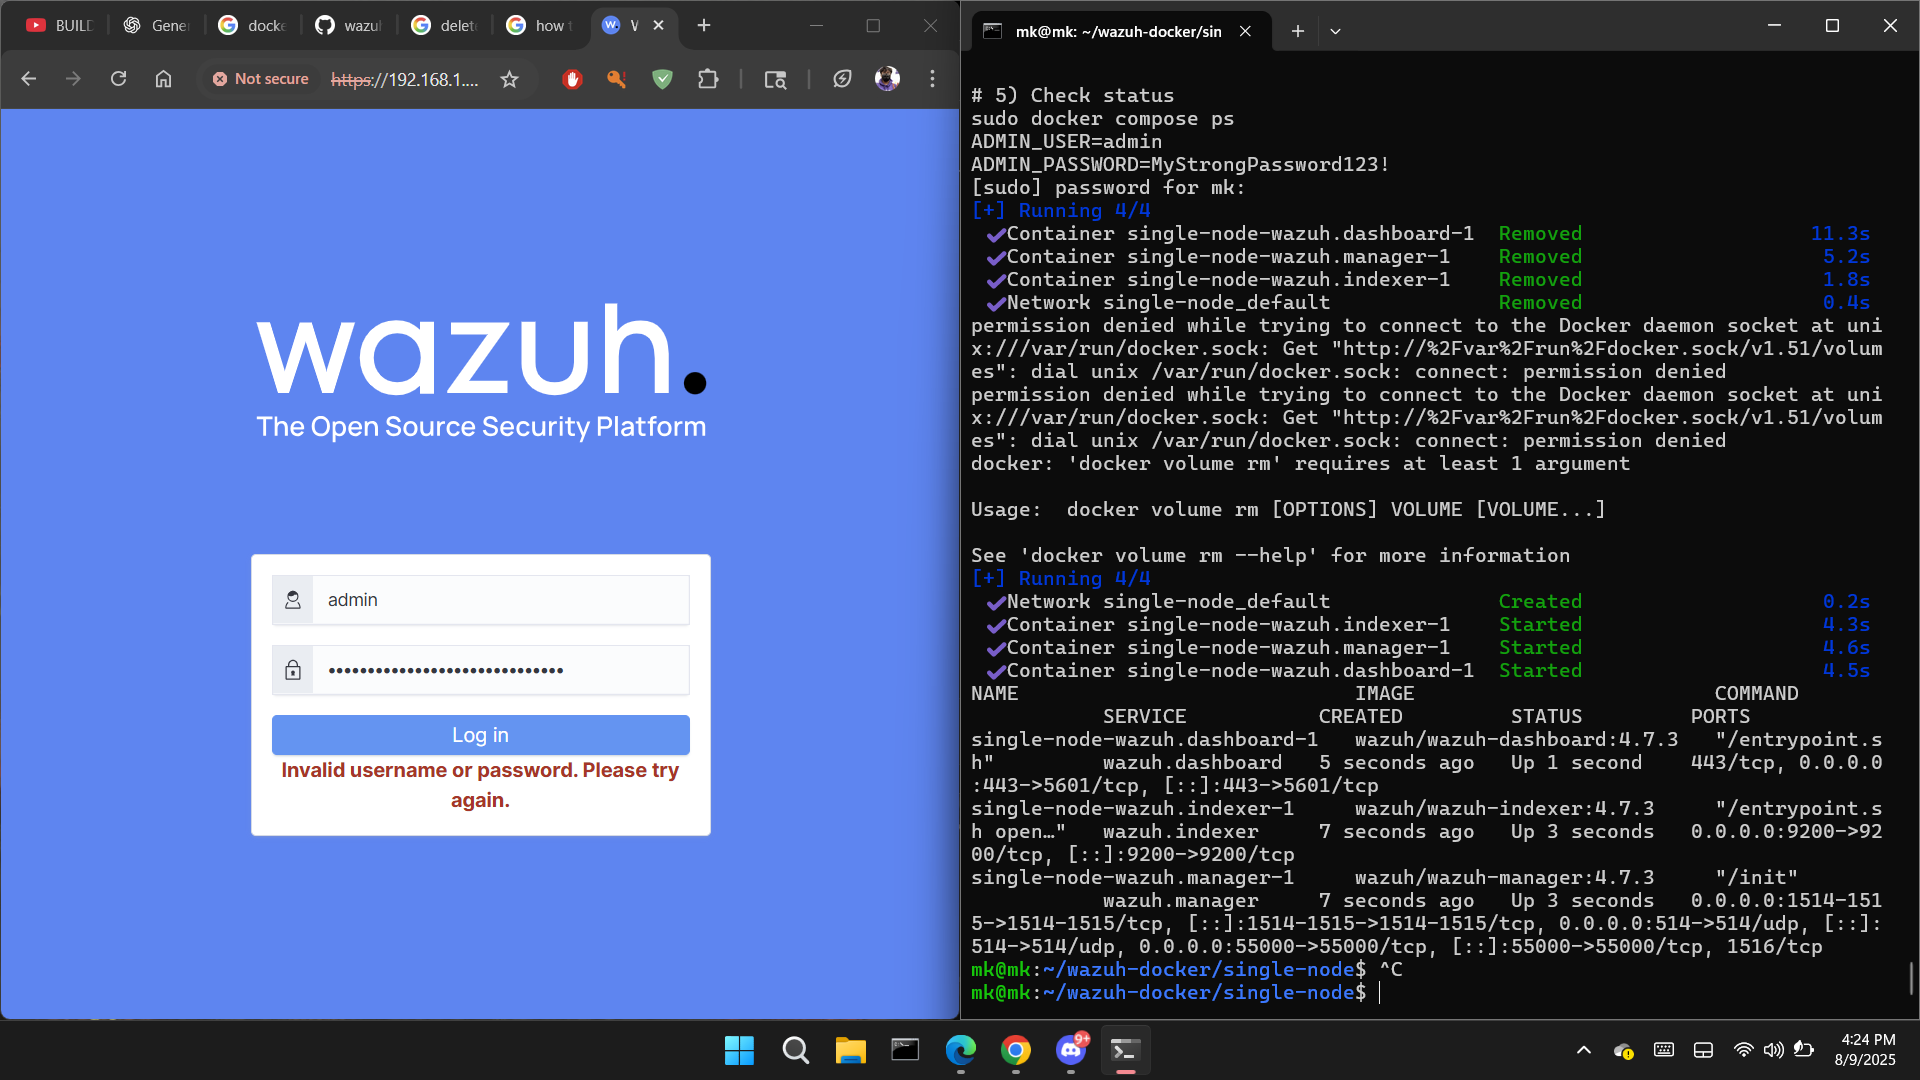 BUILD
Gene
docke
wazuh
delete
how t
W
Not secure
https://192.168.1....
wazuh.
The Open Source Security Platform
admin
••••••••••••••••••••••••••••••
Log in
Invalid username or password. Please try
again.
mk@mk: ~/wazuh-docker/sin
# 5) Check status
sudo docker compose ps
ADMIN_USER=admin
ADMIN_PASSWORD=MyStrongPassword123!
[sudo] password for mk:
[+] Running 4/4
✔Container single-node-wazuh.dashboard-1 Removed 11.3s
✔Container single-node-wazuh.manager-1 Removed 5.2s
✔Container single-node-wazuh.indexer-1 Removed 1.8s
✔Network single-node_default Removed 0.4s
permission denied while trying to connect to the Docker daemon socket at uni
x:///var/run/docker.sock: Get "http://%2Fvar%2Frun%2Fdocker.sock/v1.51/volum
es": dial unix /var/run/docker.sock: connect: permission denied
permission denied while trying to connect to the Docker daemon socket at uni
x:///var/run/docker.sock: Get "http://%2Fvar%2Frun%2Fdocker.sock/v1.51/volum
es": dial unix /var/run/docker.sock: connect: permission denied
docker: 'docker volume rm' requires at least 1 argument
Usage:  docker volume rm [OPTIONS] VOLUME [VOLUME...]
See 'docker volume rm --help' for more information
[+] Running 4/4
✔Network single-node_default Created 0.2s
✔Container single-node-wazuh.indexer-1 Started 4.3s
✔Container single-node-wazuh.manager-1 Started 4.6s
✔Container single-node-wazuh.dashboard-1 Started 4.5s
NAME IMAGE COMMAND
SERVICE CREATED STATUS PORTS
single-node-wazuh.dashboard-1 wazuh/wazuh-dashboard:4.7.3 "/entrypoint.s
h" wazuh.dashboard 5 seconds ago Up 1 second 443/tcp, 0.0.0.0
:443->5601/tcp, [::]:443->5601/tcp
single-node-wazuh.indexer-1 wazuh/wazuh-indexer:4.7.3 "/entrypoint.s
h open…" wazuh.indexer 7 seconds ago Up 3 seconds 0.0.0.0:9200->92
00/tcp, [::]:9200->9200/tcp
single-node-wazuh.manager-1 wazuh/wazuh-manager:4.7.3 "/init"
wazuh.manager 7 seconds ago Up 3 seconds 0.0.0.0:1514-151
5->1514-1515/tcp, [::]:1514-1515->1514-1515/tcp, 0.0.0.0:514->514/udp, [::]:
514->514/udp, 0.0.0.0:55000->55000/tcp, [::]:55000->55000/tcp, 1516/tcp
mk@mk:~/wazuh-docker/single-node$ ^C
mk@mk:~/wazuh-docker/single-node$
9+
4:24 PM
8/9/2025